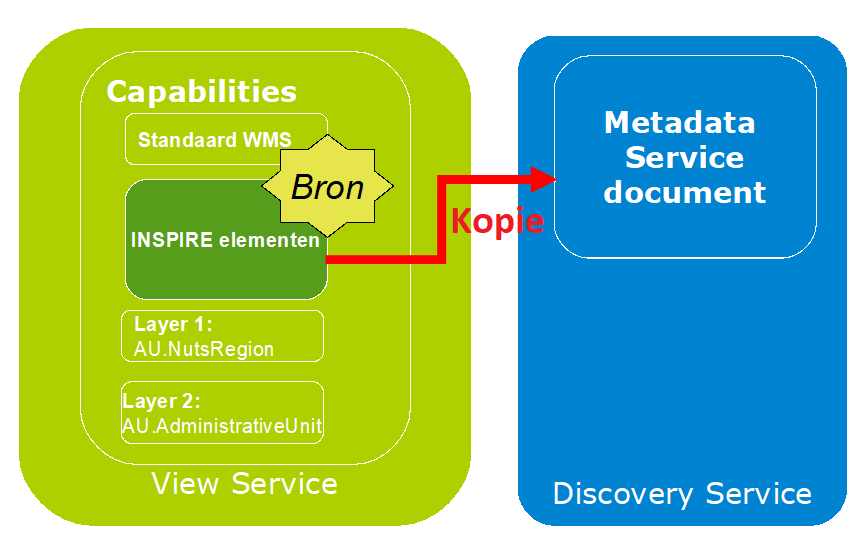 Capabilities
Standaard WMS
Bron
INSPIRE elementen
Layer 1:
AU.NutsRegion
Layer 2:
AU.AdministrativeUnit
View Service
Kopie
Metadata
Service
document
Discovery Service